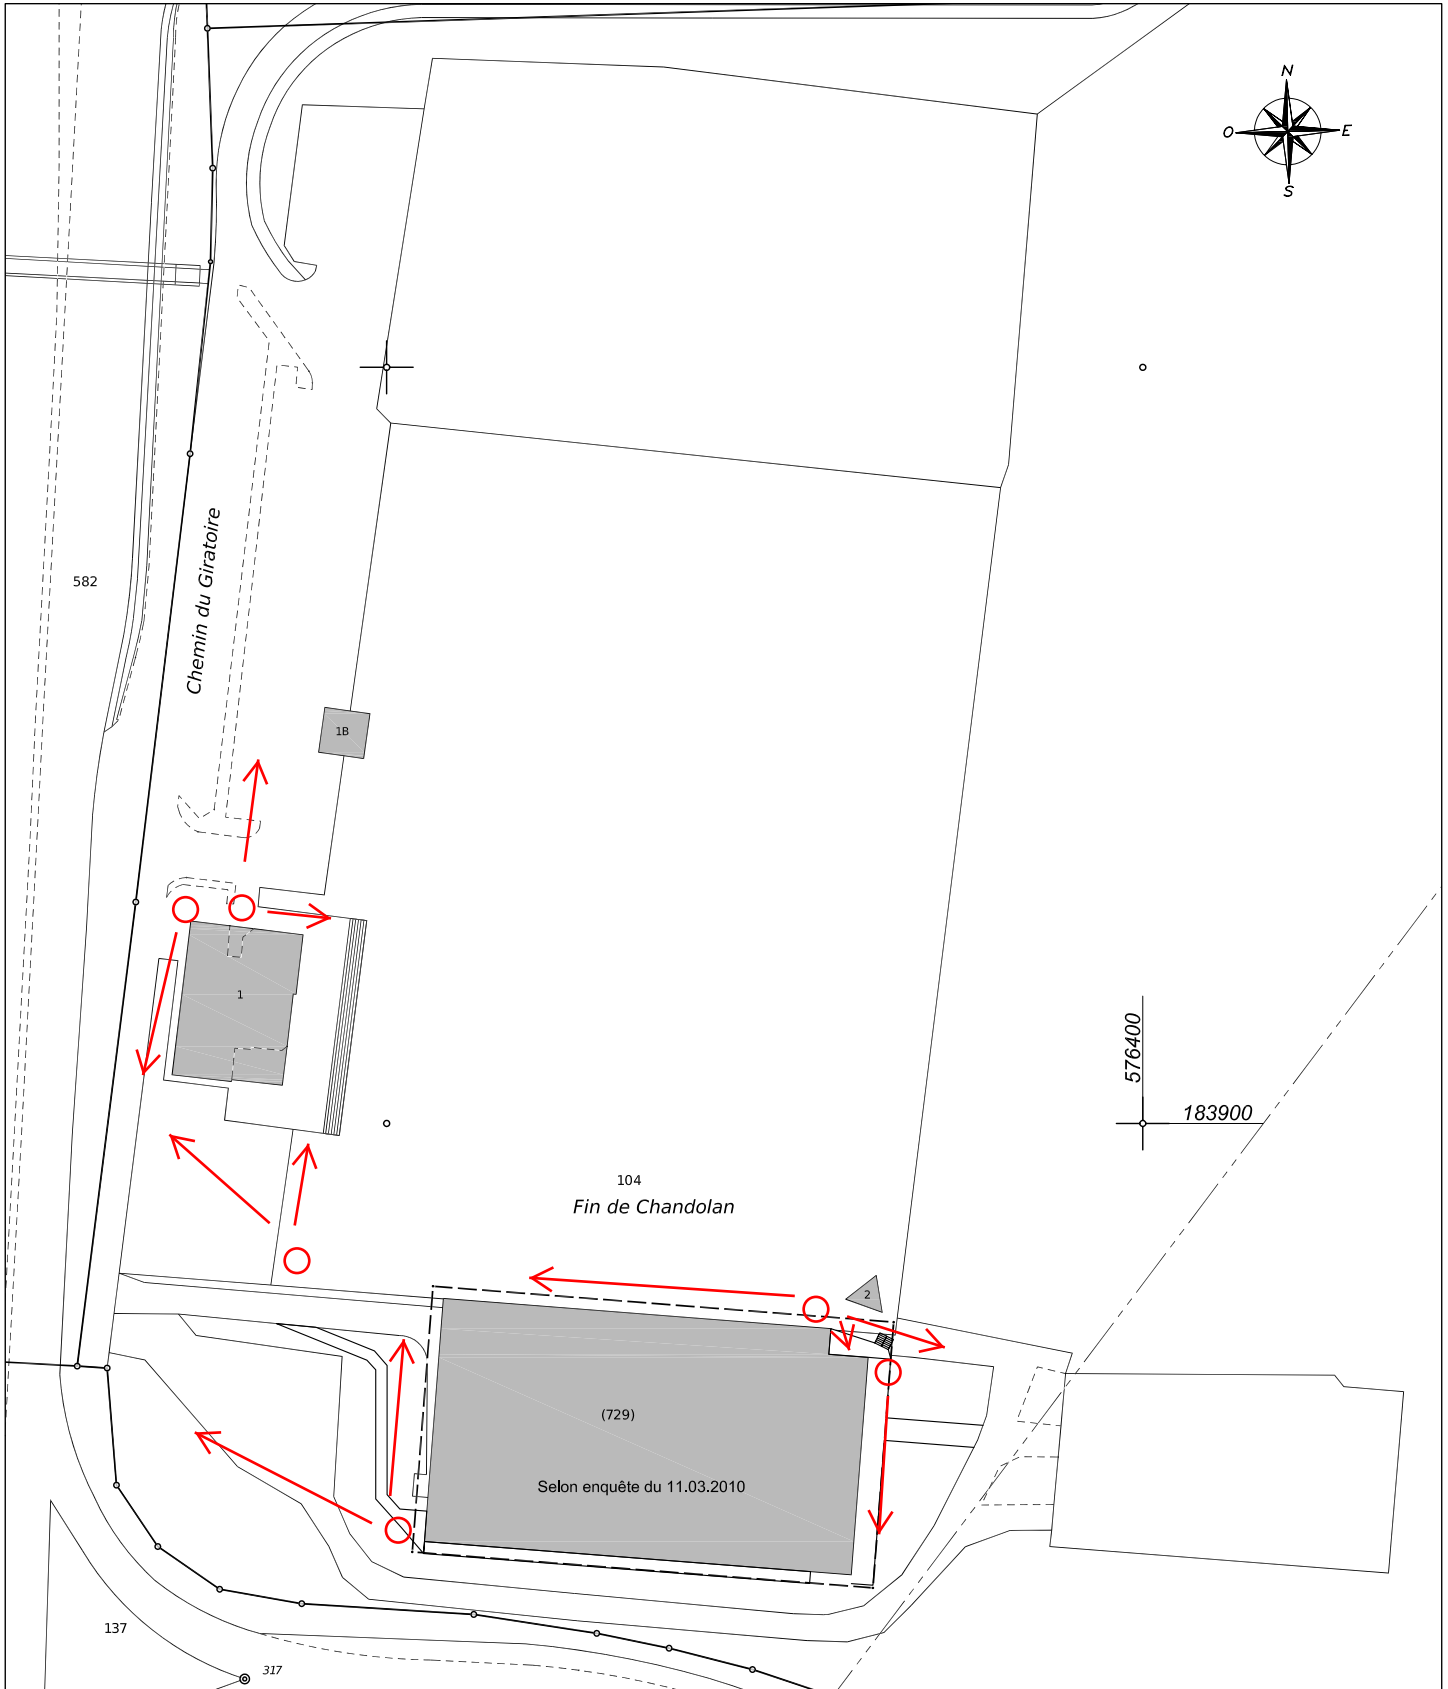 N
O
E
S
582
Chemin du Giratoire
1B
1
576400
183900
104
Fin de Chandolan
2
(729)
Selon enquête du 11.03.2010
137
317